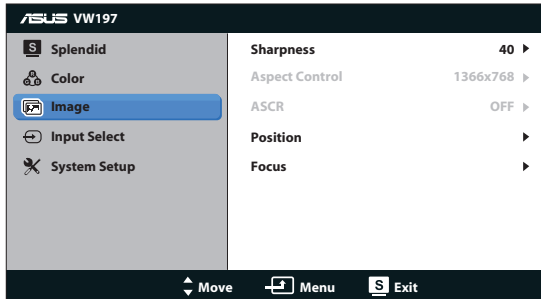 ASUS VW197
S Splendid
Color
Image
Input Select
System Setup
Sharpness 40
Aspect Control 1366x768
ASCR OFF
Position
Focus
Move Menu S Exit